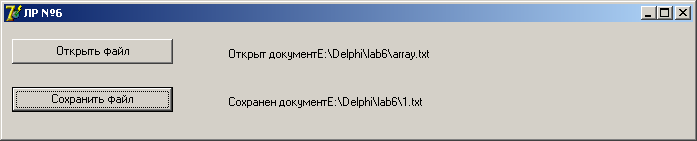 ЛР №6
Открыть файл
Открыт документE:\Delphi\lab6\array.txt
Сохранить файл
Сохранен документE:\Delphi\lab6\1.txt